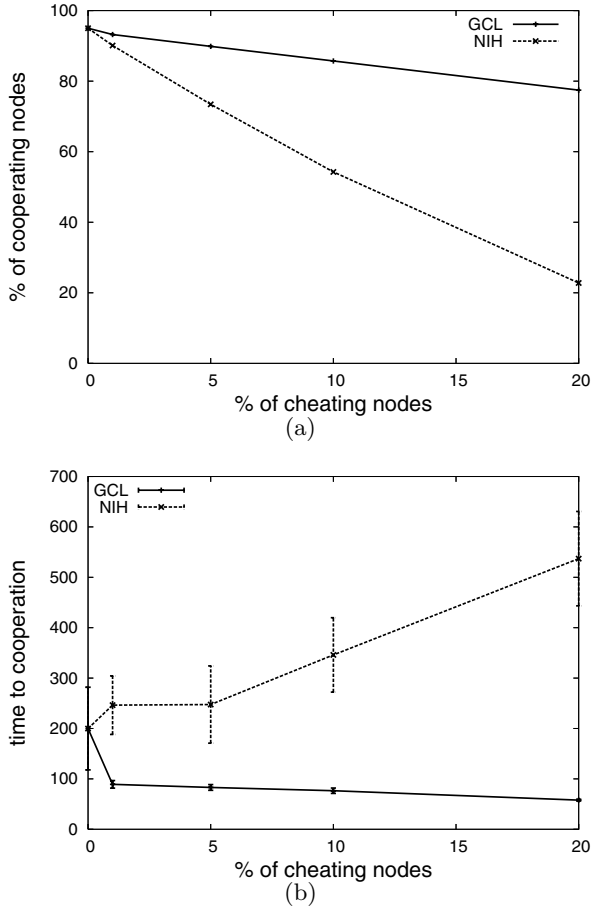 100
80
60
40
20
0
% of cooperating nodes
GCL
NIH
0 5 10 15 20
% of cheating nodes
(a)
700
600
500
400
300
200
100
0
time to cooperation
GCL
NIH
0 5 10 15 20
% of cheating nodes
(b)